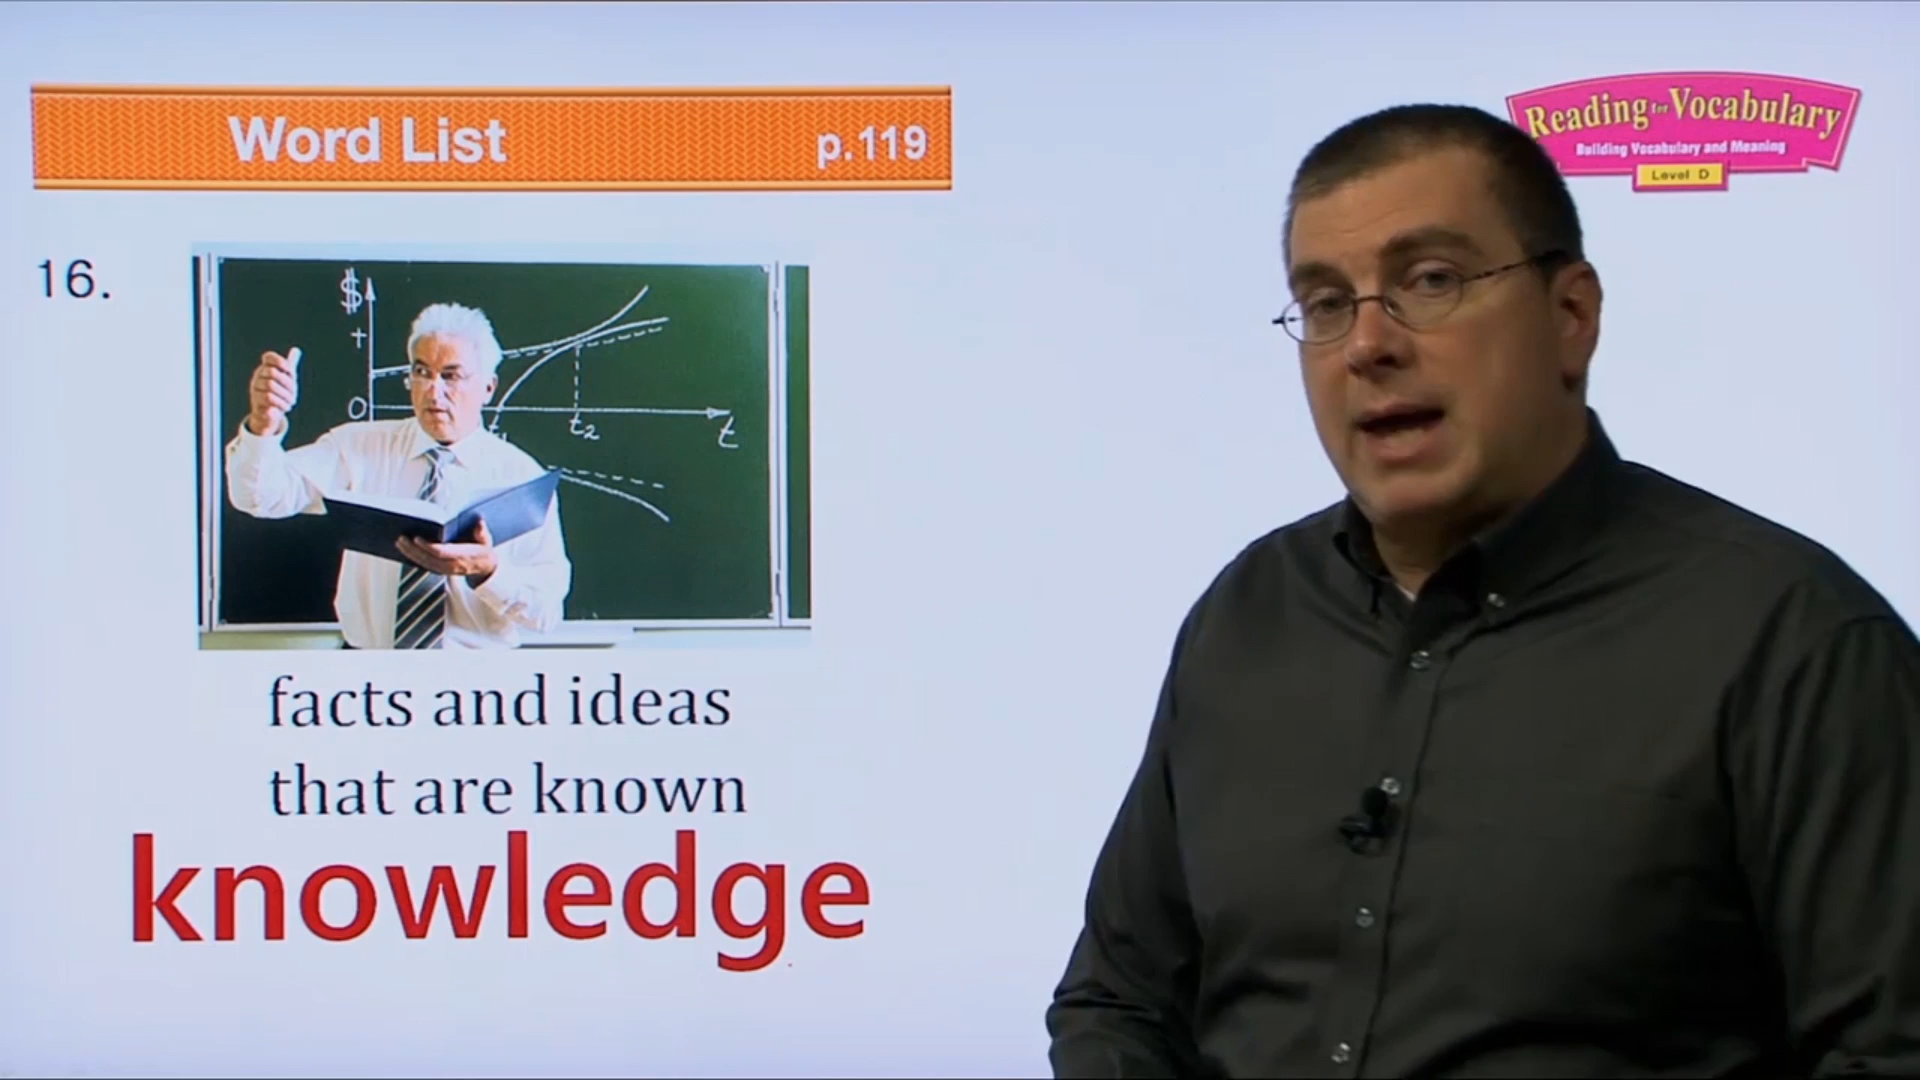 Word List p.119
Reading for Vocabulary
Building Vocabulary and Meaning
Level D
16.
$
+
0
t₂
t
facts and ideas
that are known
knowledge